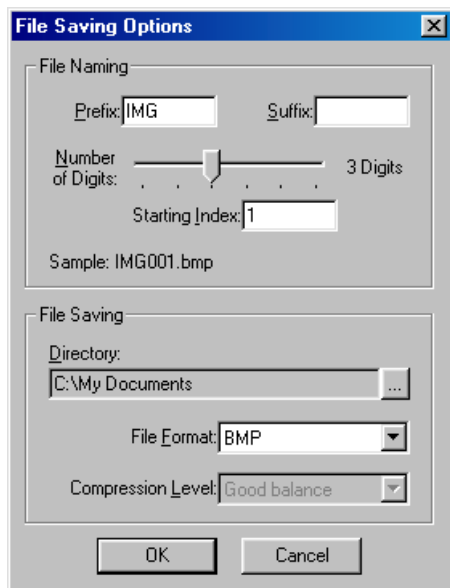 File Saving Options
File Naming
Prefix: IMG Suffix:
Number of Digits: 3 Digits
Starting Index: 1
Sample: IMG001.bmp
File Saving
Directory:
C:\My Documents ...
File Format: BMP
Compression Level: Good balance
OK Cancel